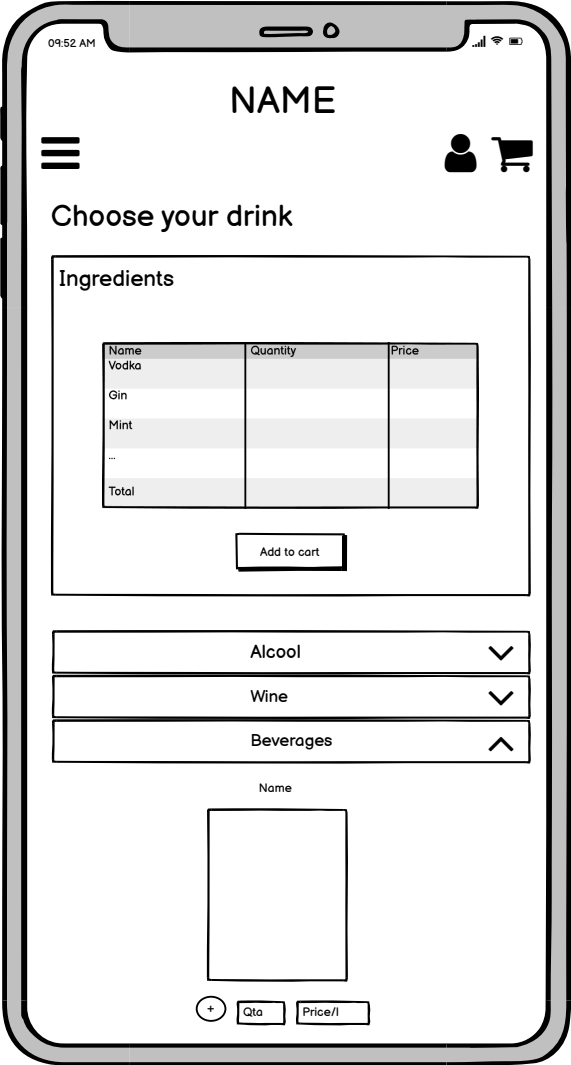 09:52 AM
NAME
Choose your drink
Ingredients
Name Quantity Price
Vodka
Gin
Mint
...
Total
Add to cart
Alcool
Wine
Beverages
Name
+ Qta Price/l